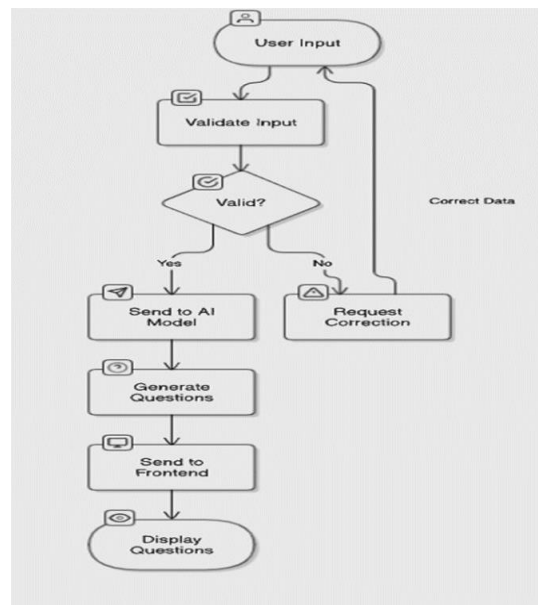 User Input
Validate Input
Valid?
Correct Data
Yes
No
Send to AI
Model
Request
Correction
Generate
Questions
Send to
Frontend
Display
Questions